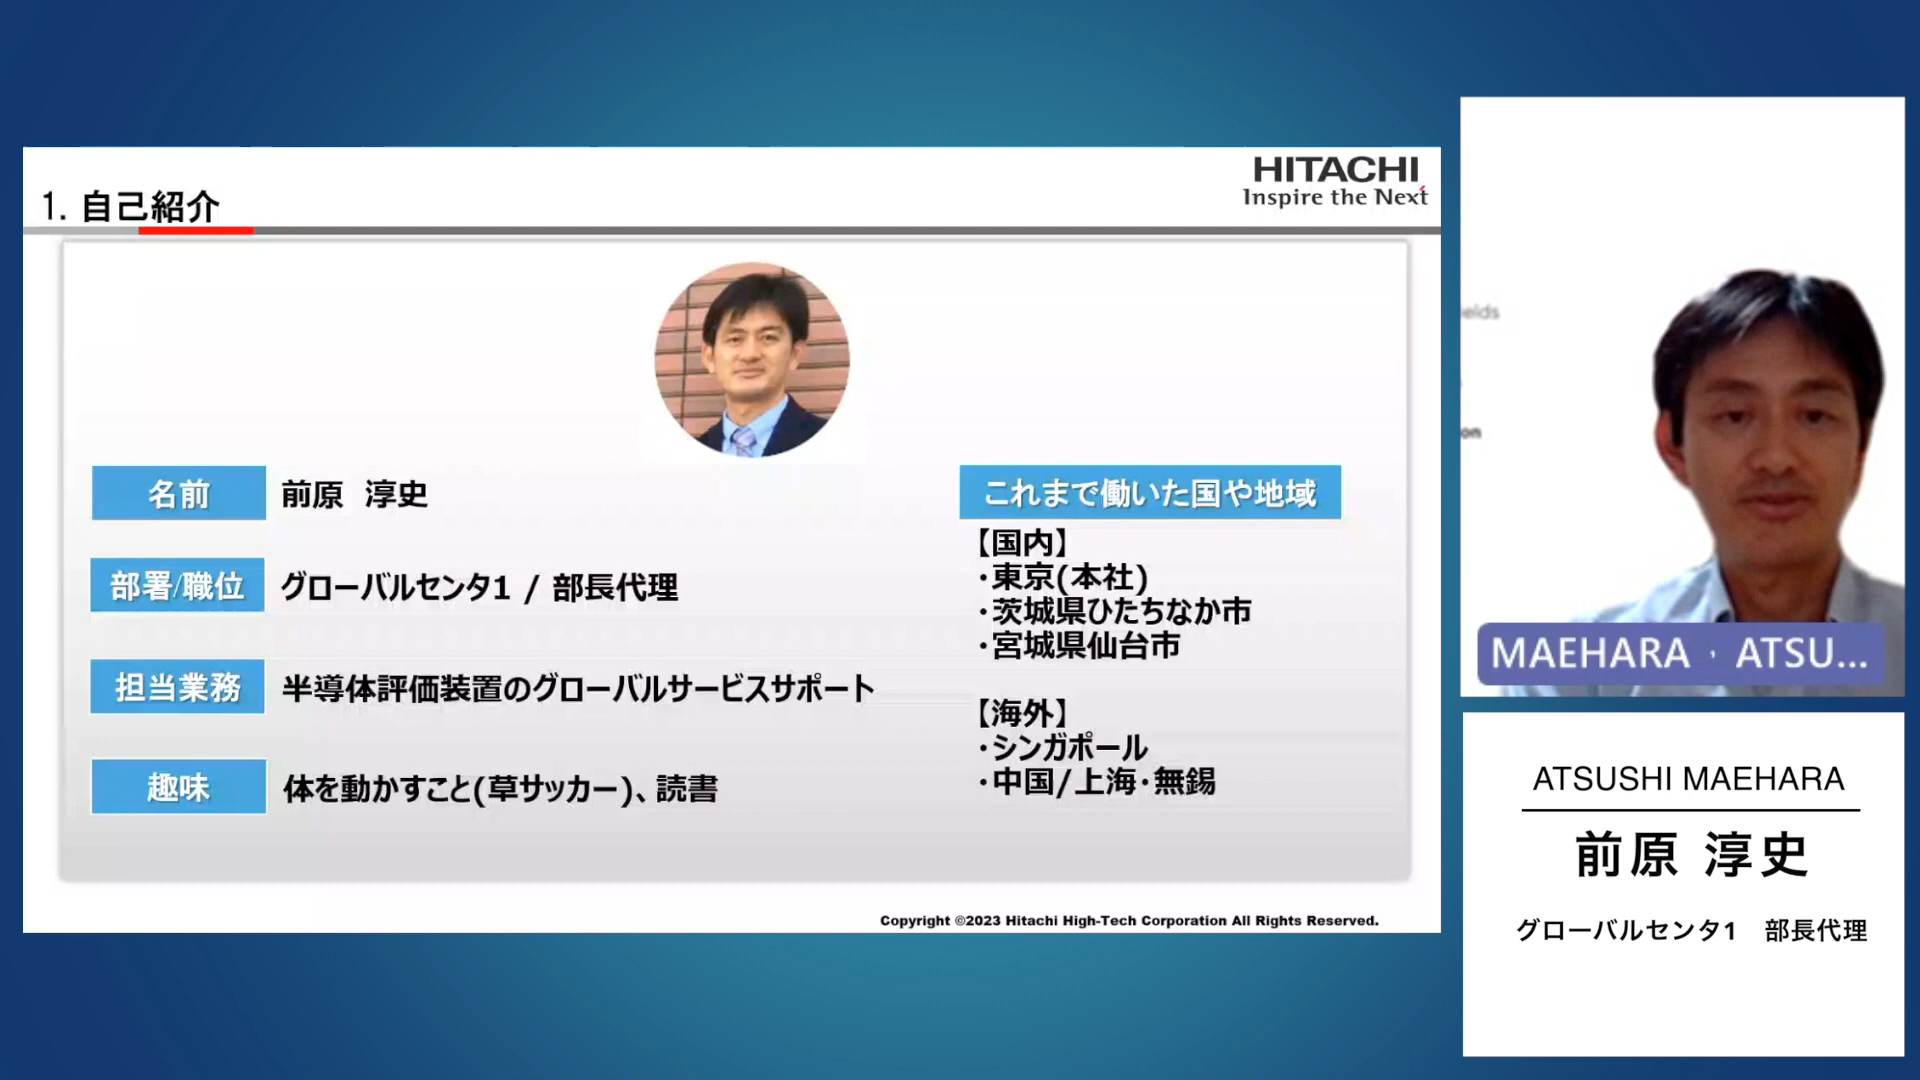 1. 自己紹介
HITACHI
Inspire the Next
名前
前原 淳史
部署/職位
グローバルセンタ1 / 部長代理
担当業務
半導体評価装置のグローバルサービスサポート
趣味
体を動かすこと(草サッカー)、読書
これまで働いた国や地域
【国内】
・東京(本社)
・茨城県ひたちなか市
・宮城県仙台市
【海外】
・シンガポール
・中国/上海・無錫
Copyright ©2023 Hitachi High-Tech Corporation All Rights Reserved.
elds
on
MAEHARA ・ ATSU...
ATSUSHI MAEHARA
前原 淳史
グローバルセンタ1 部長代理